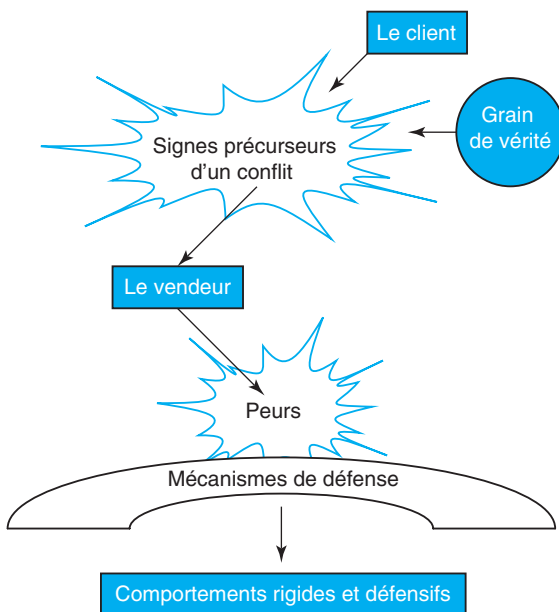 Le client
Grain
de vérité
Signes précurseurs
d'un conflit
Le vendeur
Peurs
Mécanismes de défense
Comportements rigides et défensifs